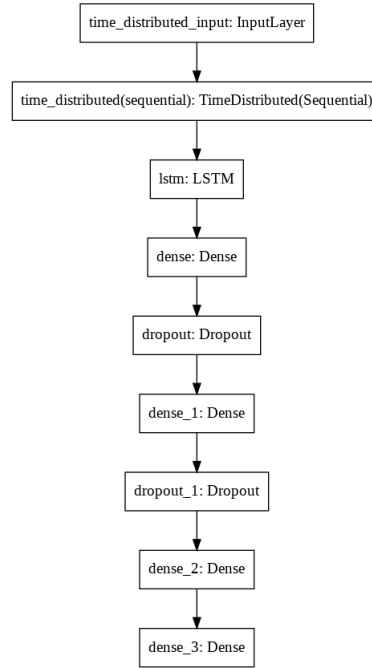 time_distributed_input: InputLayer
time_distributed(sequential): TimeDistributed(Sequential)
lstm: LSTM
dense: Dense
dropout: Dropout
dense_1: Dense
dropout_1: Dropout
dense_2: Dense
dense_3: Dense